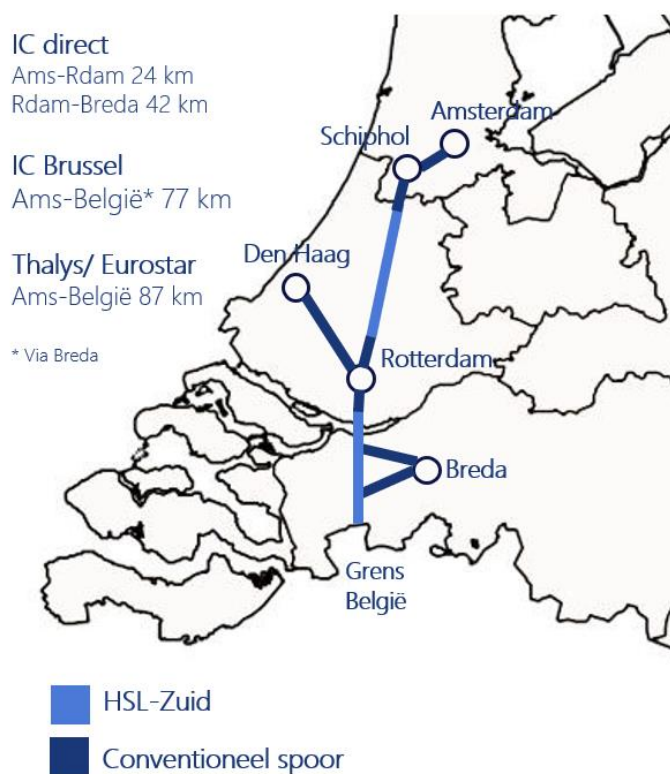 IC direct
Ams-Rdam 24 km
Rdam-Breda 42 km
IC Brussel
Ams-België* 77 km
Thalys/ Eurostar
Ams-België 87 km
* Via Breda
Amsterdam
Schiphol
Den Haag
Rotterdam
Breda
Grens
België
HSL-Zuid
Conventioneel spoor